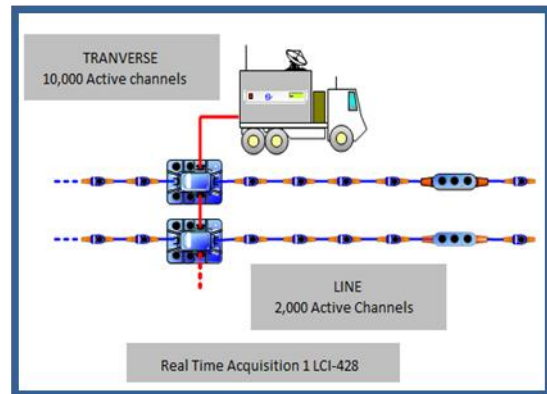 TRANVERSE
10,000 Active channels
LINE
2,000 Active Channels
Real Time Acquisition 1 LCI-428